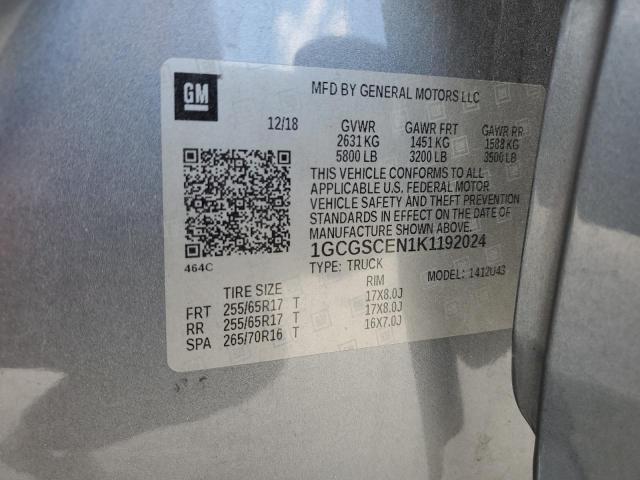 GM
MFD BY GENERAL MOTORS LLC
12/18 GVWR GAWR FRT GAWR RR
2631 KG 1451 KG 1588 KG
5800 LB 3200 LB 3500 LB
THIS VEHICLE CONFORMS TO ALL
APPLICABLE U.S. FEDERAL MOTOR
VEHICLE SAFETY AND THEFT PREVENTION
STANDARDS IN EFFECT ON THE DATE OF
MANUFACTURE SHOWN ABOVE.
1GCGSCEN1K1192024
464C
TYPE: TRUCK MODEL: 1412U43
TIRE SIZE RIM
FRT 255/65R17 T 17X8.0J
RR 255/65R17 T 17X8.0J
SPA 265/70R16 T 16X7.0J